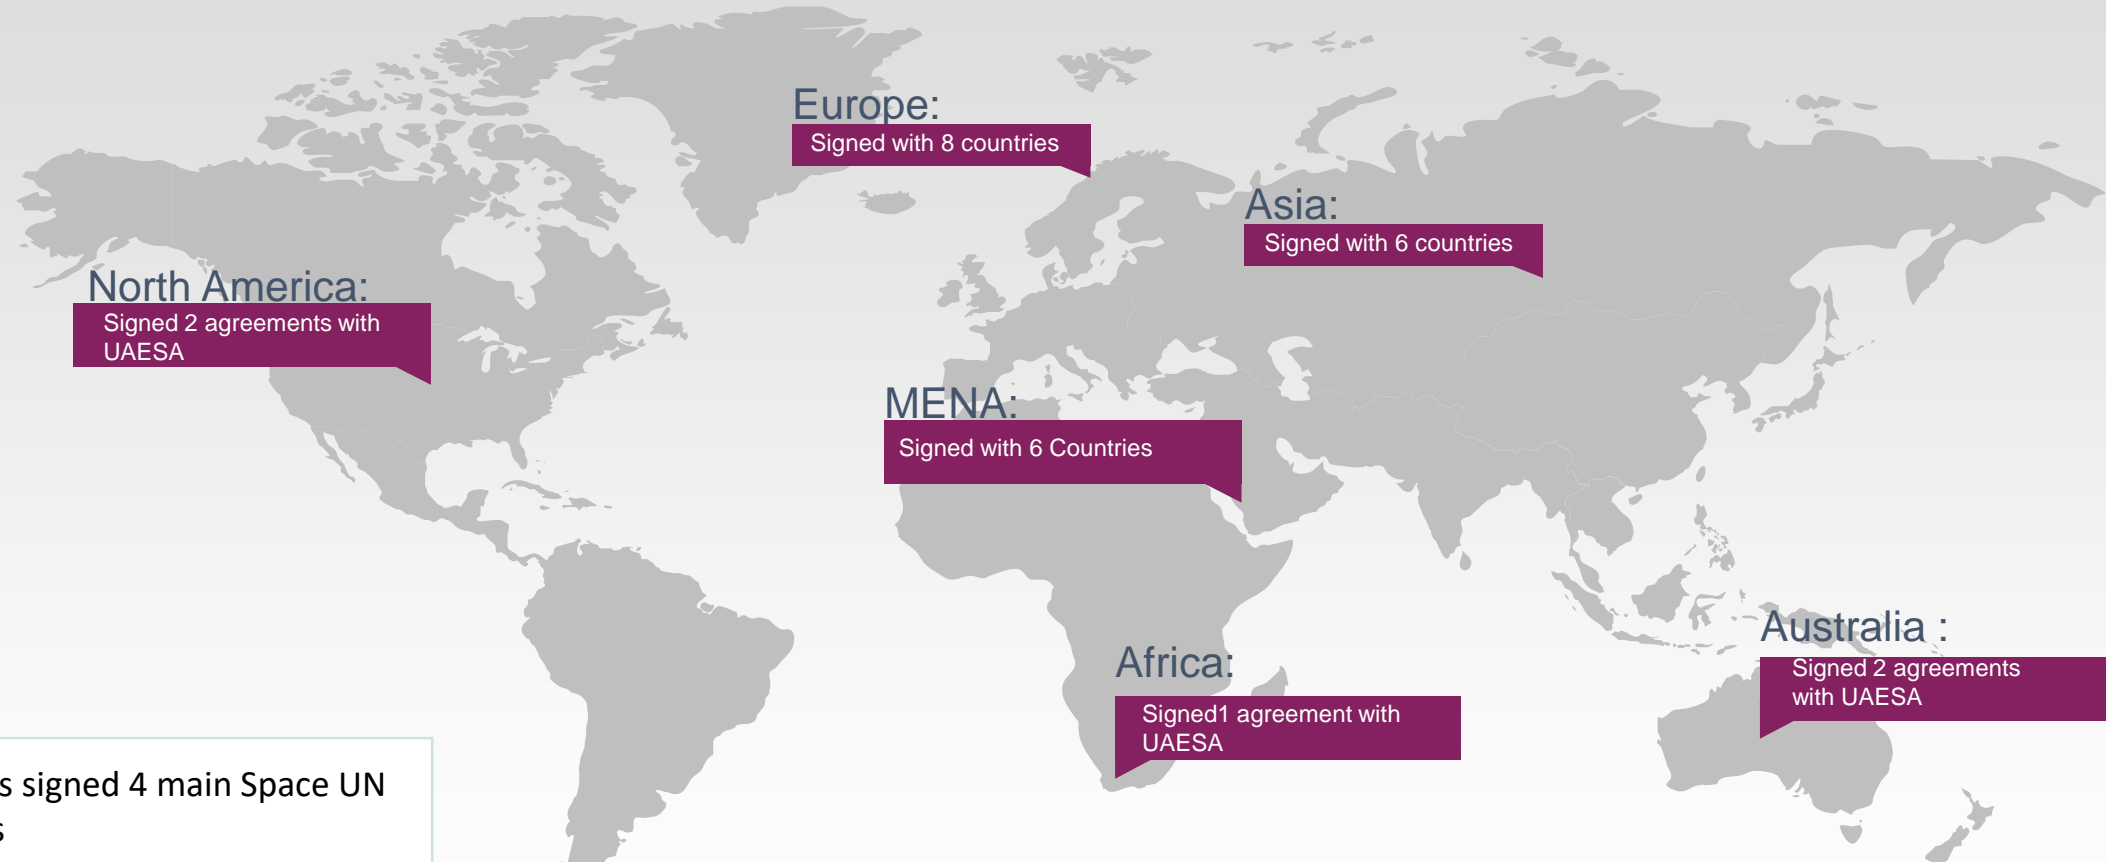 Europe:
Signed with 8 countries
Asia:
Signed with 6 countries
North America:
Signed 2 agreements with
UAESA
MENA:
Signed with 6 Countries
Australia :
Signed 2 agreements
with UAESA
Africa:
Signed1 agreement with
UAESA
s signed 4 main Space UN
s